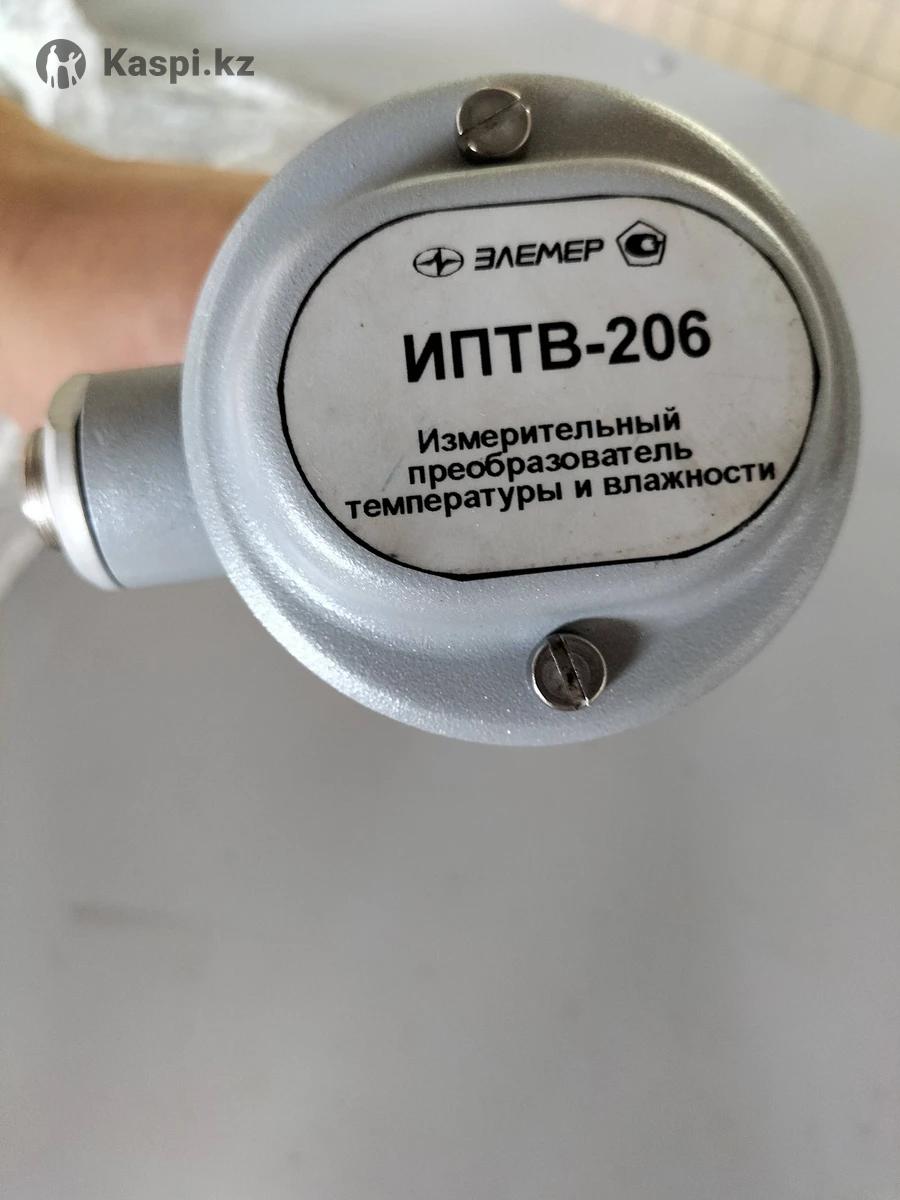 Kaspi.kz
ЭЛЕМЕР
ИПТВ-206
Измерительный
преобразователь
температуры и влажности